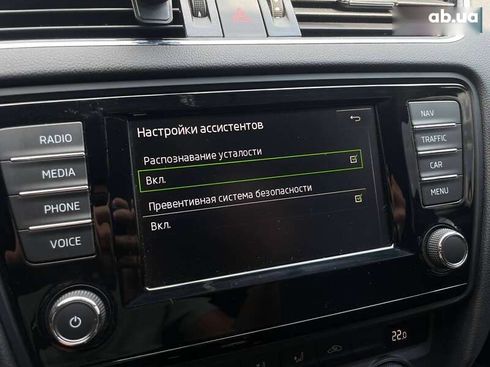 ab.ua
Настройки ассистентов
Распознавание усталости
Вкл.
Превентивная система безопасности
Вкл.
RADIO
MEDIA
PHONE
VOICE
NAV
TRAFFIC
CAR
MENU
22.0